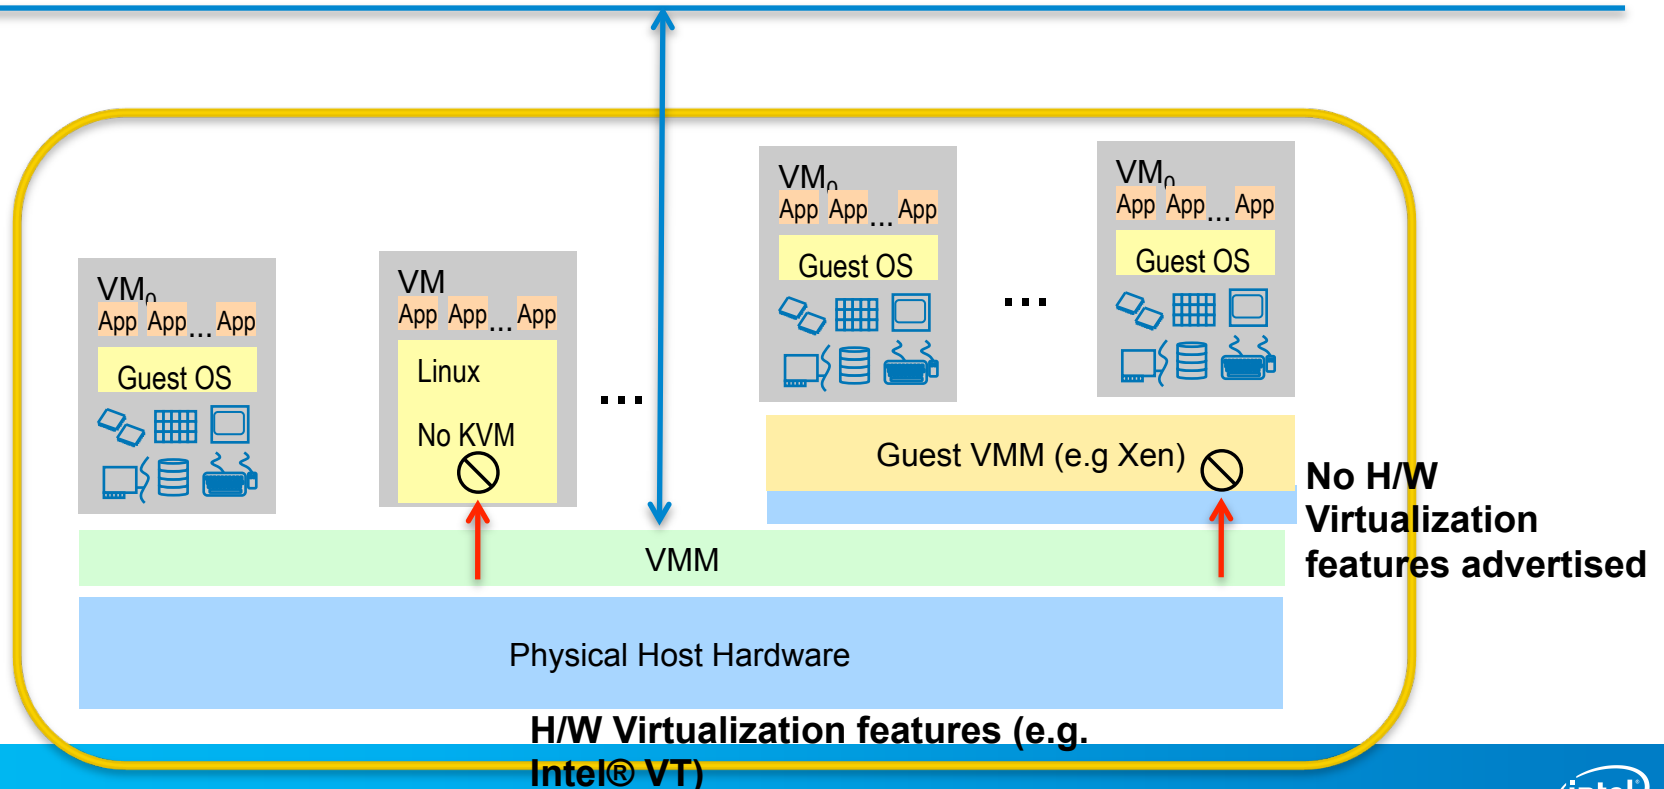 VM0
App App... App
Guest OS
VM
App App... App
Linux
No KVM
...
VM0
App App... App
Guest OS
...
VM0
App App... App
Guest OS
Guest VMM (e.g Xen)
No H/W
Virtualization
features advertised
VMM
Physical Host Hardware
H/W Virtualization features (e.g.
Intel® VT)
intel